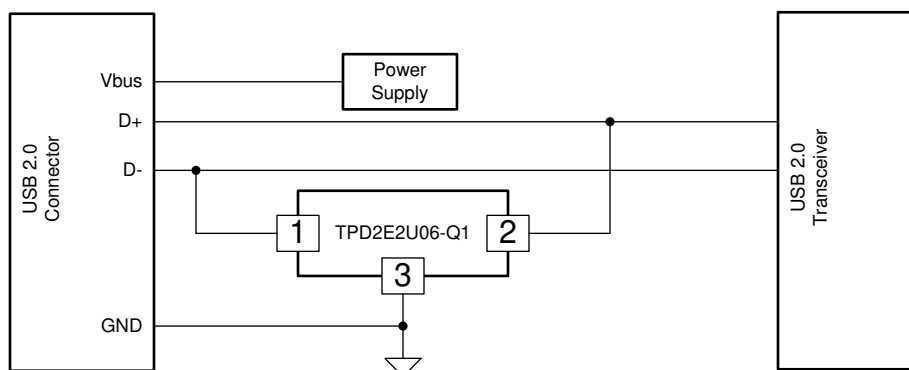 USB 2.0
Connector
Vbus
D+
D-
GND
Power
Supply
1
TPD2E2U06-Q1
2
3
USB 2.0
Transceiver